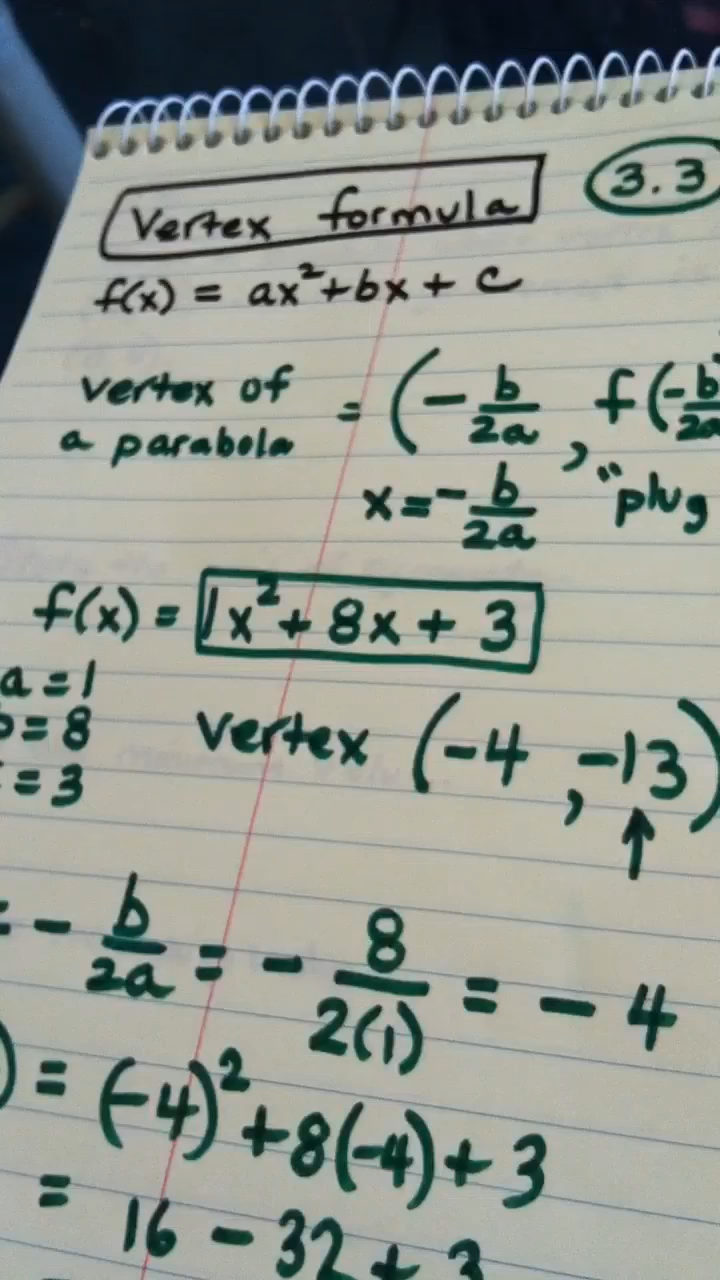 Vertex formula
3.3
f(x) = ax²+bx+c
vertex of a parabola = (-b/2a, f(-b/2a
x=-b/2a "plug
f(x) = 1x²+8x+3
a=1
b=8
=3
vertex (-4, -13)
=-b/2a=-8/2(1)=-4
)=(-4)²+8(-4)+3
=16-32+3